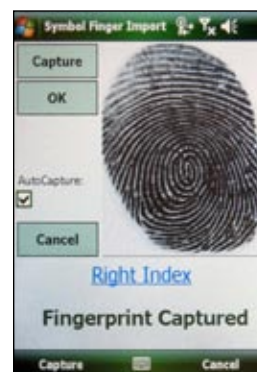 Symbol Finger Import
Capture
OK
AutoCapture:
Cancel
Right Index
Fingerprint Captured
Capture Cancel